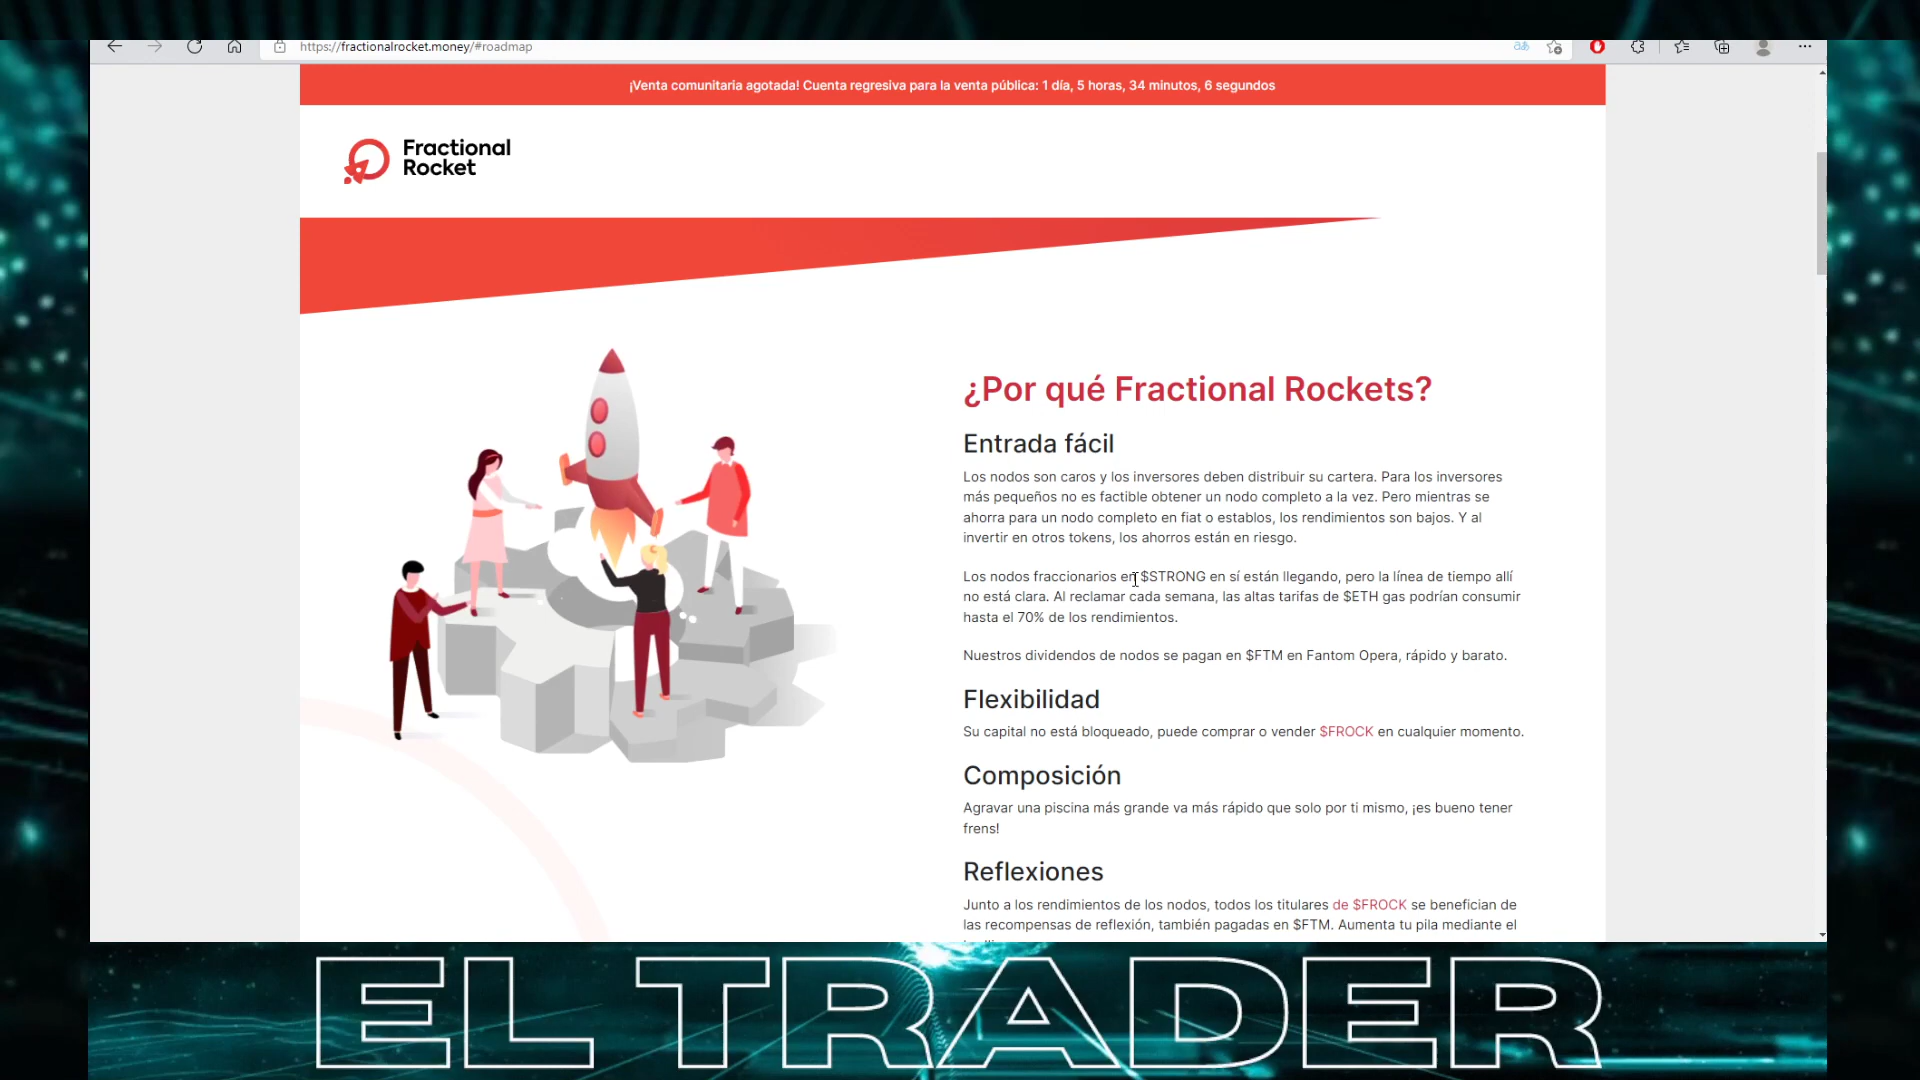 https://fractionalrocket.money/#roadmap
¡Venta comunitaria agotada! Cuenta regresiva para la venta pública: 1 día, 5 horas, 34 minutos, 6 segundos
Fractional
Rocket
¿Por qué Fractional Rockets?
Entrada fácil
Los nodos son caros y los inversores deben distribuir su cartera. Para los inversores
más pequeños no es factible obtener un nodo completo a la vez. Pero mientras se
ahorra para un nodo completo en fiat o establos, los rendimientos son bajos. Y al
invertir en otros tokens, los ahorros están en riesgo.
Los nodos fraccionarios en $STRONG en sí están llegando, pero la línea de tiempo allí
no está clara. Al reclamar cada semana, las altas tarifas de $ETH gas podrían consumir
hasta el 70% de los rendimientos.
Nuestros dividendos de nodos se pagan en $FTM en Fantom Opera, rápido y barato.
Flexibilidad
Su capital no está bloqueado, puede comprar o vender $FROCK en cualquier momento.
Composición
Agravar una piscina más grande va más rápido que solo por ti mismo, ¡es bueno tener
frens!
Reflexiones
Junto a los rendimientos de los nodos, todos los titulares de $FROCK se benefician de
las recompensas de reflexión, también pagadas en $FTM. Aumenta tu pila mediante el
EL TRADER